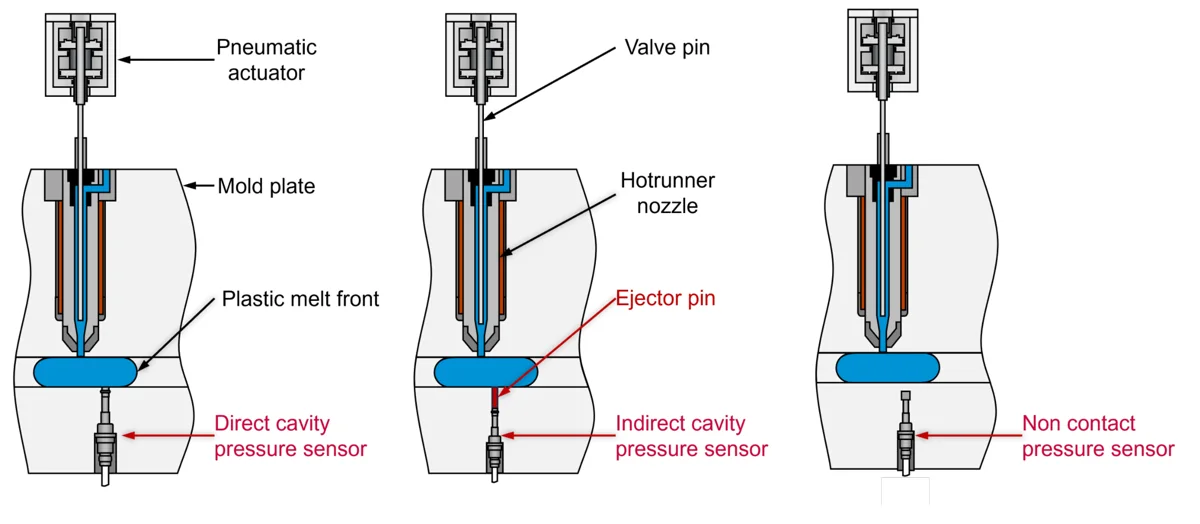 Pneumatic
actuator
Valve pin
Mold plate
Hotrunner
nozzle
Plastic melt front
Ejector pin
Direct cavity
pressure sensor
Indirect cavity
pressure sensor
Non contact
pressure sensor